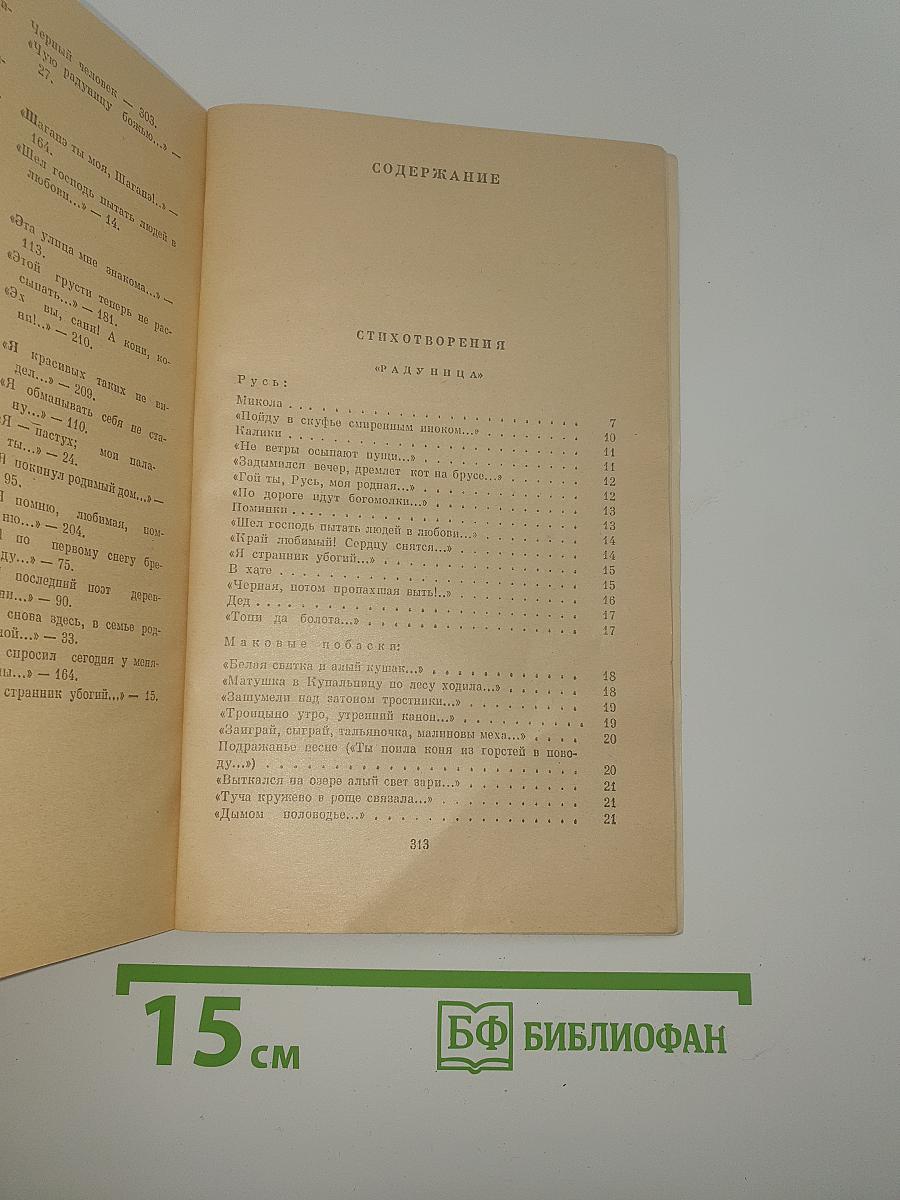 Черный человек — 303.
«Чую радуницу божью...» —
27.
«Шаганэ ты моя, Шаганэ!..» —
164.
«Шел господь пытать людей в
любови...» — 14.
«Эта улица мне знакома...» —
113.
«Этой грусти теперь не рас-
сыпать...» — 181.
«Эх вы, сани! А кони, ко-
ни!..» — 210.
«Я красивых таких не ви-
дел...» — 209.
«Я обманывать себя не ста-
ну...» — 110.
«Я — пастух; мои пала-
ты...» — 24.
Я покинул родимый дом...» —
95.
помню, любимая, пом-
ню...» — 204.
по первому снегу бре-
ду...» — 75.
последний поэт дерев-
ни...» — 90.
снова здесь, в семье род-
ной...» — 33.
спросил сегодня у меня-
лы...» — 164.
странник убогий...» — 15.
СОДЕРЖАНИЕ
СТИХОТВОРЕНИЯ
«РАДУНИЦА»
Русь:
Микола . . . . . . . . . . . . . . . . . . . 7
«Пойду в скуфье смиренным иноком...» . . . . . . . 10
Калики . . . . . . . . . . . . . . . . . . . 11
«Не ветры осыпают пущи...» . . . . . . . . . . . 11
«Задымился вечер, дремлет кот на брусе...» . . . . . . 12
«Гой ты, Русь, моя родная...» . . . . . . . . . . . 12
«По дороге идут богомолки...» . . . . . . . . . . . 13
Поминки . . . . . . . . . . . . . . . . . . . 13
«Шел господь пытать людей в любови...» . . . . . . . 14
«Край любимый! Сердцу снятся...» . . . . . . . . . 14
«Я странник убогий...» . . . . . . . . . . . . . . 15
В хате . . . . . . . . . . . . . . . . . . . . 15
«Черная, потом пропахшая выть!..» . . . . . . . . . 16
Дед . . . . . . . . . . . . . . . . . . . . . 17
«Топи да болота...» . . . . . . . . . . . . . . . 17
Маковые побаски:
«Белая свитка и алый кушак...» . . . . . . . . . . 18
«Матушка в Купальницу по лесу ходила...» . . . . . . 18
«Зашумели над затоном тростники...» . . . . . . . . 19
«Троицыно утро, утренний канон...» . . . . . . . . . 19
«Заиграй, сыграй, тальяночка, малиновы меха...» . . . . 20
Подражанье песне («Ты поила коня из горстей в пово-
ду...») . . . . . . . . . . . . . . . . . . . . 20
«Выткался на озере алый свет зари...» . . . . . . . . 21
«Туча кружево в роще связала...» . . . . . . . . . . 21
«Дымом половодье...» . . . . . . . . . . . . . . 21
313
15 см
БФ БИБЛИОФАН